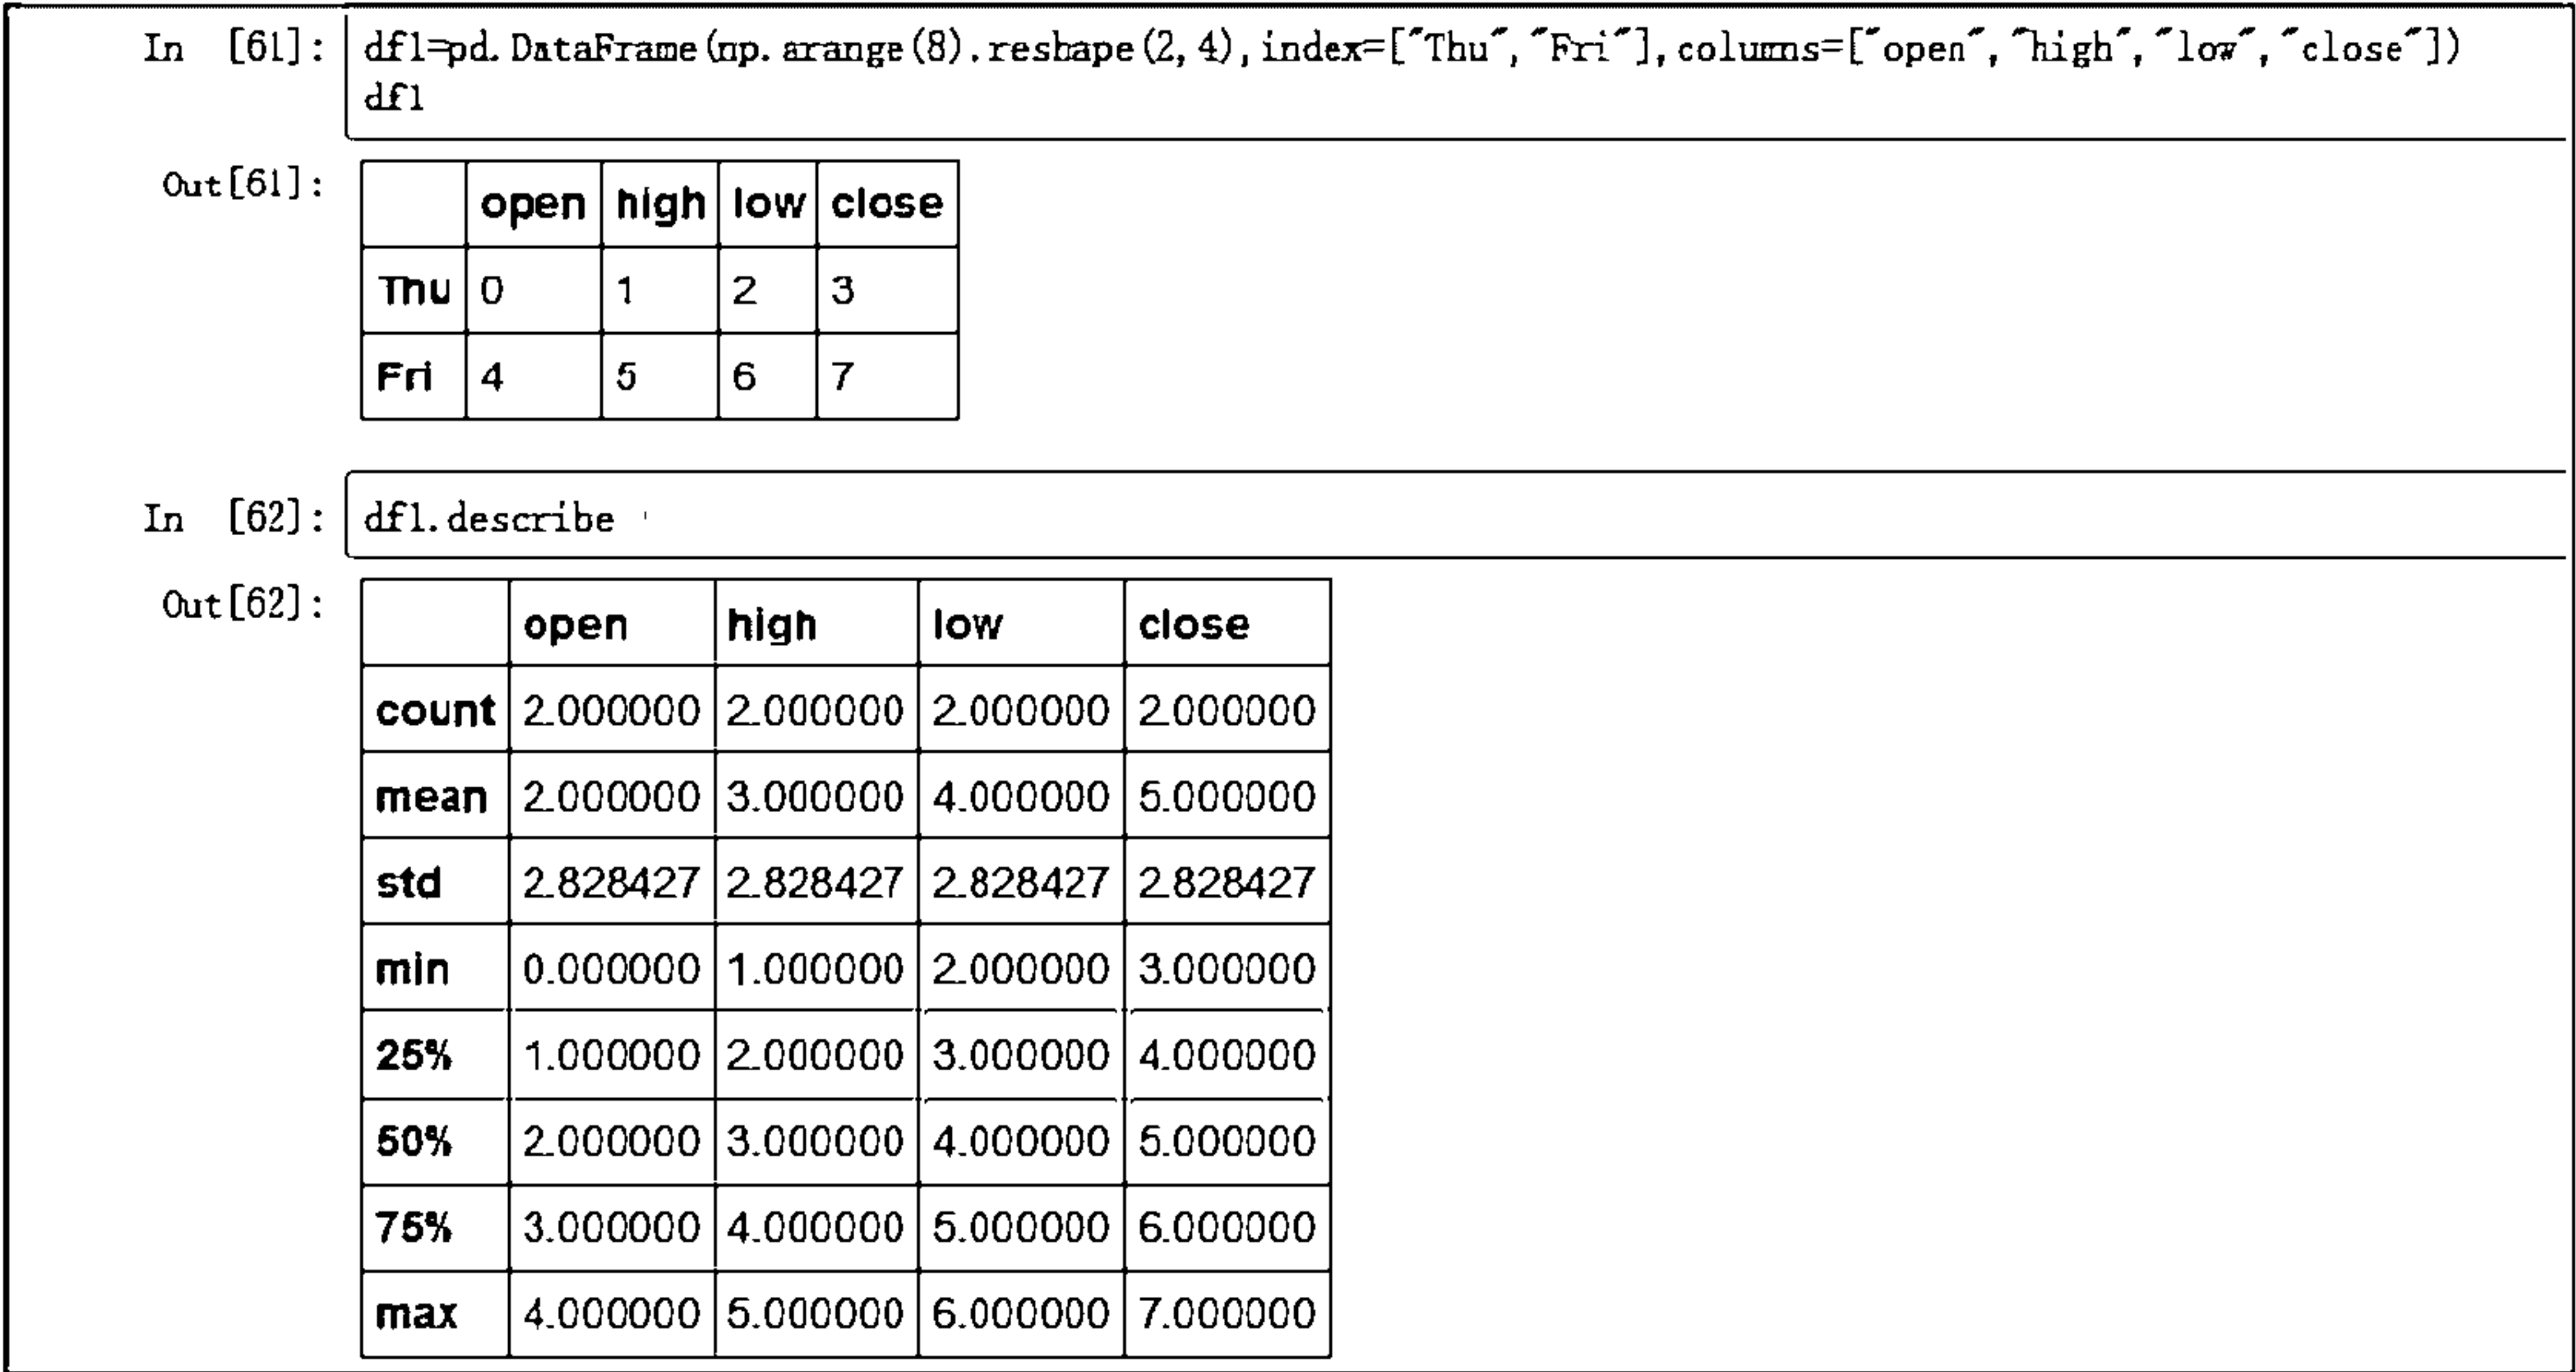 In [61]: df1=pd.DataFrame(np.arange(8).reshape(2,4),index=["Thu","Fri"],columns=["open","high","low","close"])
df1
Out[61]:
open high low close
Thu 0 1 2 3
Fri 4 5 6 7
In [62]: df1.describe
Out[62]:
open high low close
count 2.000000 2.000000 2.000000 2.000000
mean 2.000000 3.000000 4.000000 5.000000
std 2.828427 2.828427 2.828427 2.828427
min 0.000000 1.000000 2.000000 3.000000
25% 1.000000 2.000000 3.000000 4.000000
50% 2.000000 3.000000 4.000000 5.000000
75% 3.000000 4.000000 5.000000 6.000000
max 4.000000 5.000000 6.000000 7.000000